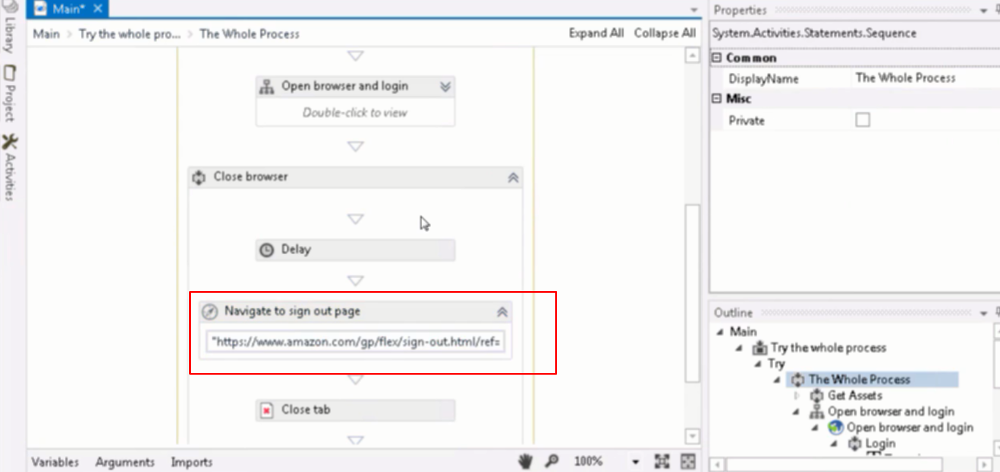 Library
Project
Activities
Main*
Main > Try the whole pro... > The Whole Process
Expand All Collapse All
Open browser and login
Double-click to view
Close browser
Delay
Navigate to sign out page
"https://www.amazon.com/gp/flex/sign-out.html/ref=
Close tab
Variables Arguments Imports
100%
Properties
System.Activities.Statements.Sequence
Common
DisplayName The Whole Process
Misc
Private
Outline
Main
Try the whole process
Try
The Whole Process
Get Assets
Open browser and login
Open browser and login
Login